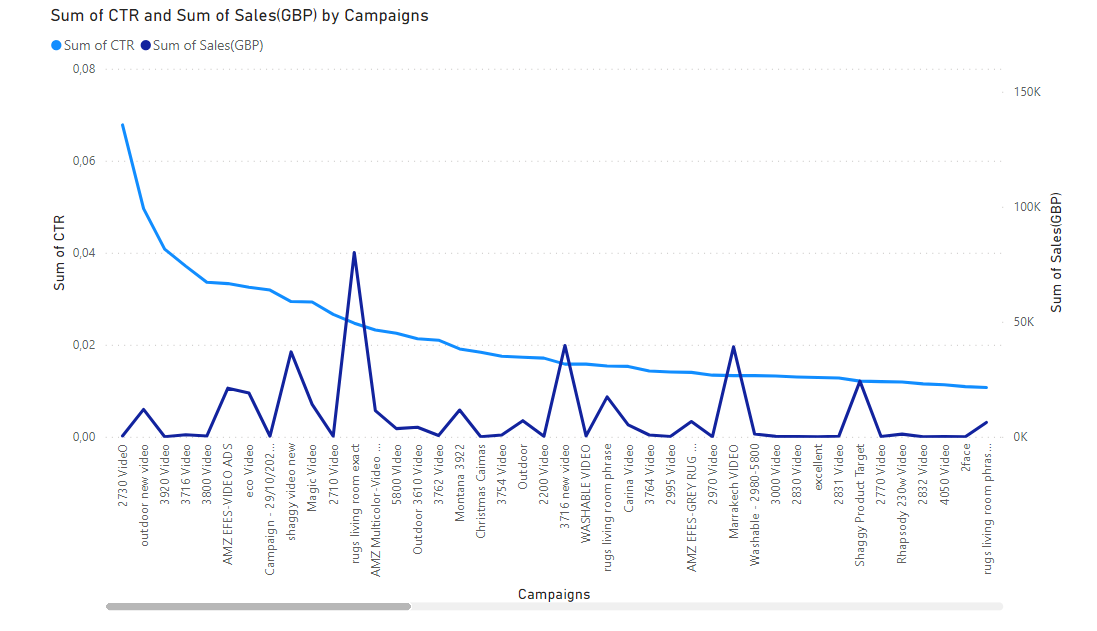 Sum of CTR and Sum of Sales(GBP) by Campaigns
Sum of CTR Sum of Sales(GBP)
0,08
0,06
0,04
0,02
0,00
Sum of CTR
150K
100K
50K
0K
Sum of Sales(GBP)
2730 VideO
outdoor new video
3920 Video
3716 Video
3800 Video
AMZ EFES-VIDEO ADS
eco Video
Campaign - 29/10/202...
shaggy video new
Magic Video
2710 Video
rugs living room exact
AMZ Multicolor-Video ...
5800 VIdeo
Outdoor 3610 Video
3762 Video
Montana 3922
Christmas Caimas
3754 Video
Outdoor
2200 Video
3716 new video
WASHABLE VIDEO
rugs living room phrase
Carina Video
3764 Video
2995 Video
AMZ EFES-GREY RUG ...
2970 Video
Marrakech VIDEO
Washable - 2980-5800
3000 Video
2830 Video
excellent
2831 Video
Shaggy Product Target
2770 Video
Rhapsody 230w Video
2832 Video
4050 Video
2face
rugs living room phras...
Campaigns